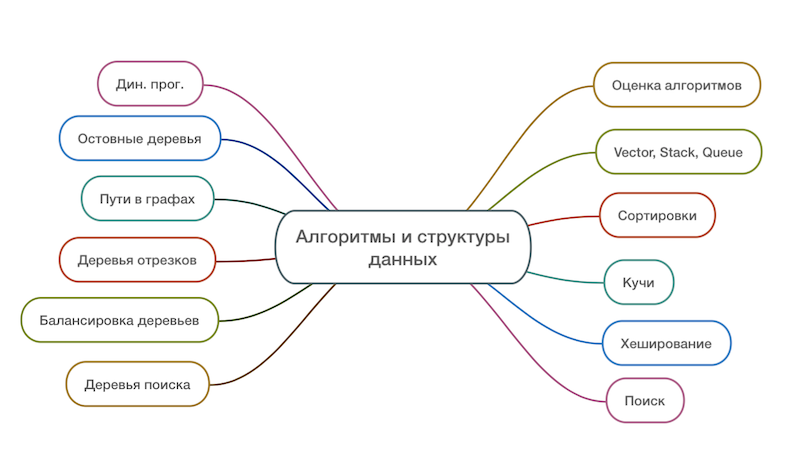 Дин. прог.
Остовные деревья
Пути в графах
Деревья отрезков
Балансировка деревьев
Деревья поиска
Алгоритмы и структуры
данных
Оценка алгоритмов
Vector, Stack, Queue
Сортировки
Кучи
Хеширование
Поиск